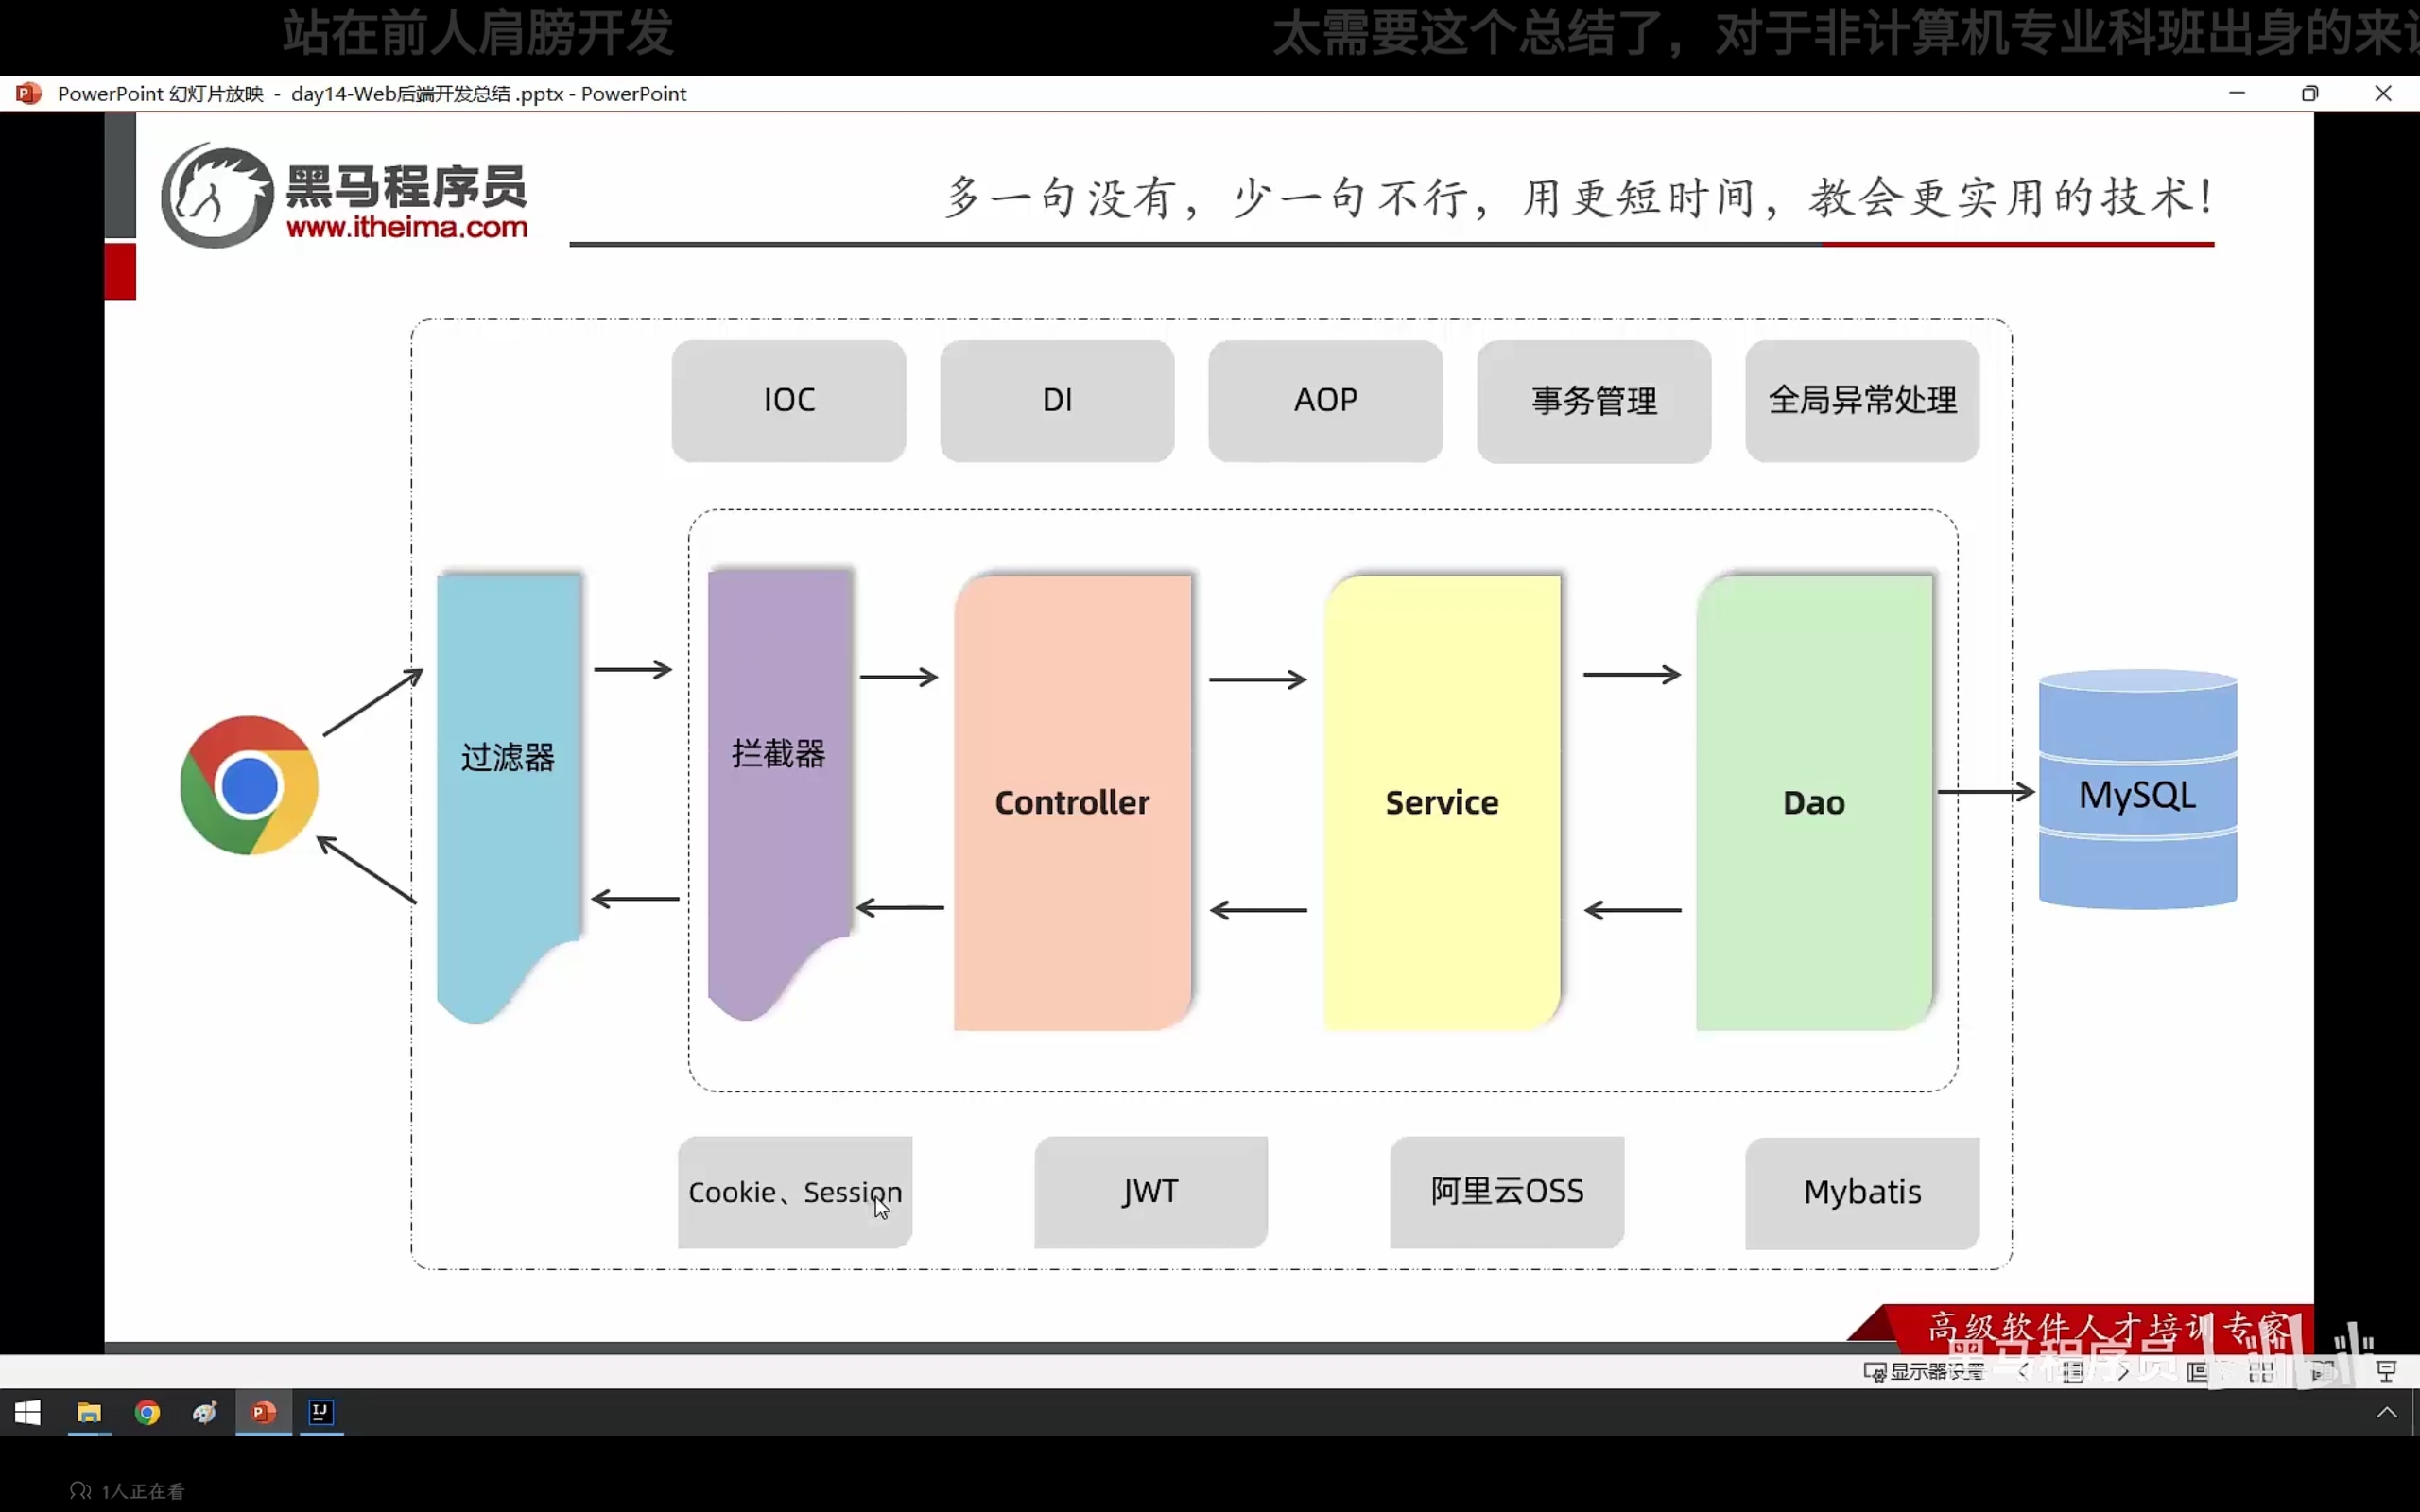 站在前人肩膀开发
太需要这个总结了，对于非计算机专业科班出身的来说
PowerPoint 幻灯片放映 - day14-Web后端开发总结.pptx - PowerPoint
黑马程序员
www.itheima.com
多一句没有，少一句不行，用更短时间，教会更实用的技术！
IOC
DI
AOP
事务管理
全局异常处理
过滤器
拦截器
Controller
Service
Dao
MySQL
Cookie、Session
JWT
阿里云OSS
Mybatis
高级软件人才培训专家
黑马程序员
显示器设置
1人正在看